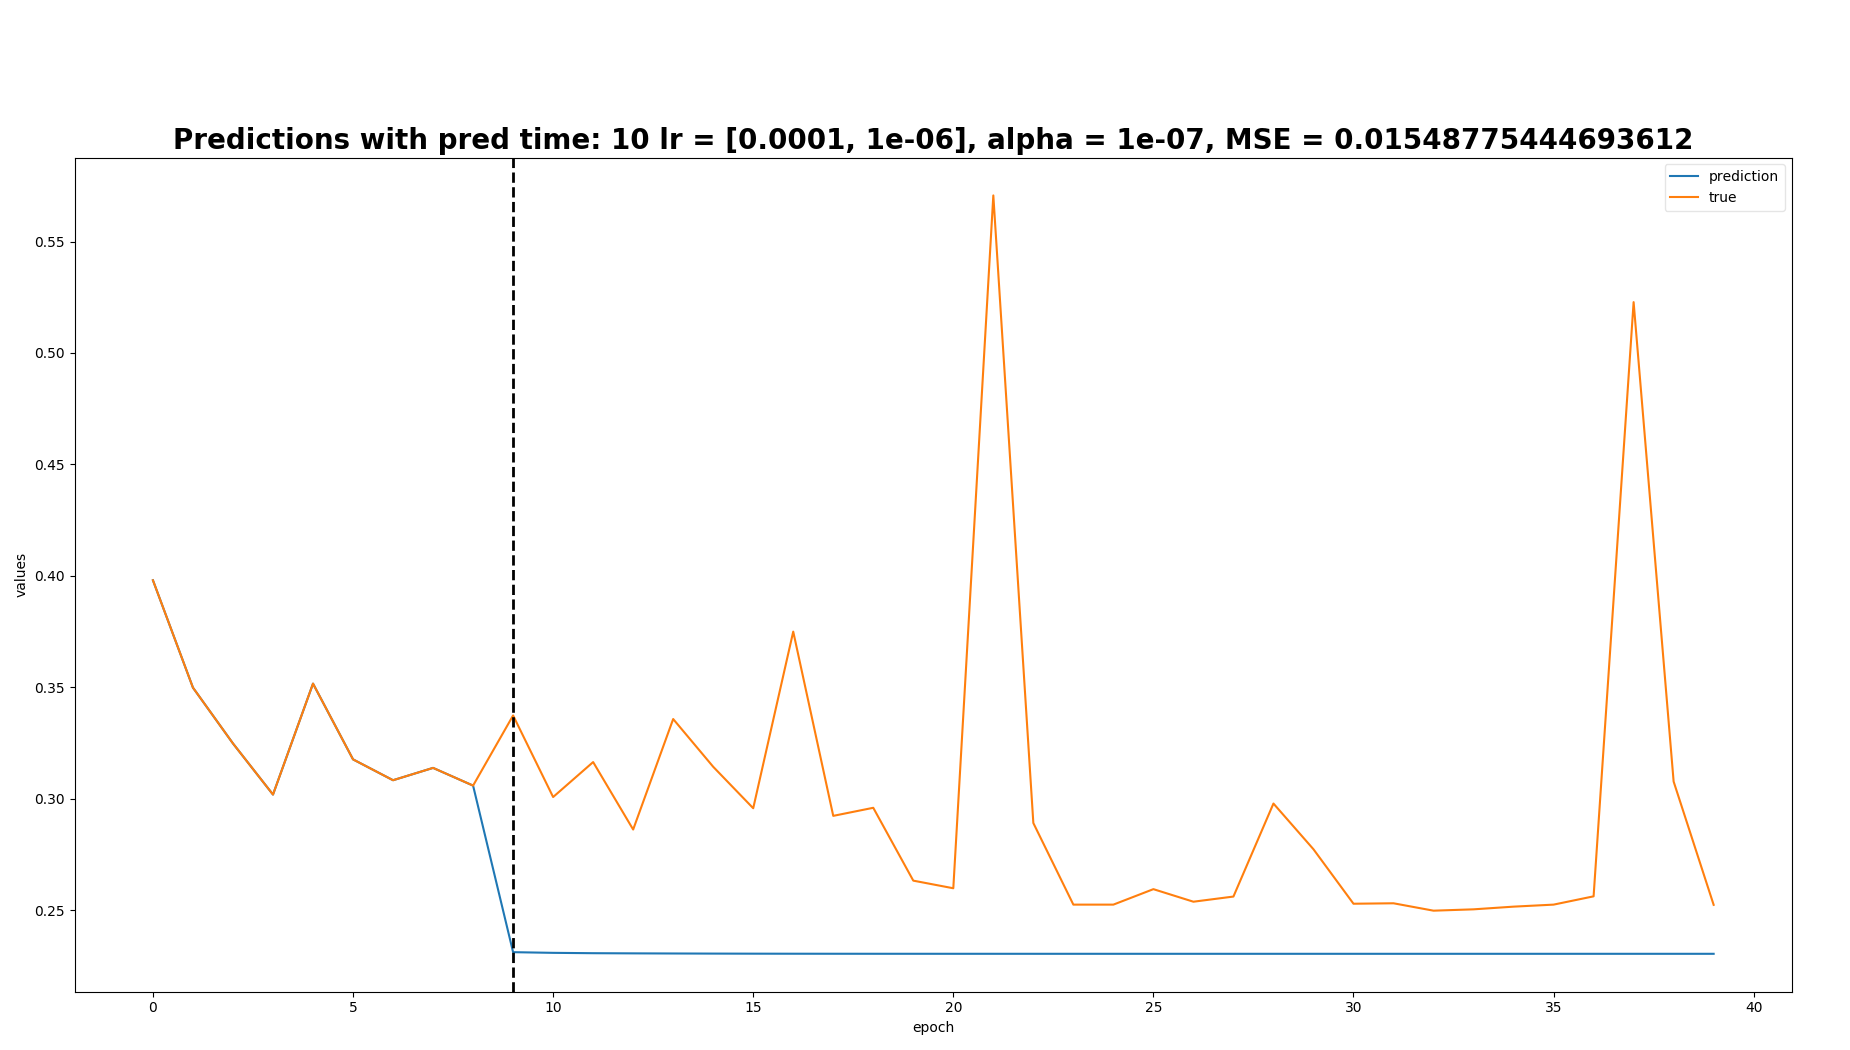 Predictions with pred time: 10 lr = [0.0001, 1e-06], alpha = 1e-07, MSE = 0.01548775444693612
prediction
true
0.55
0.50
0.45
0.40
0.35
0.30
0.25
values
0 5 10 15 20 25 30 35 40
epoch